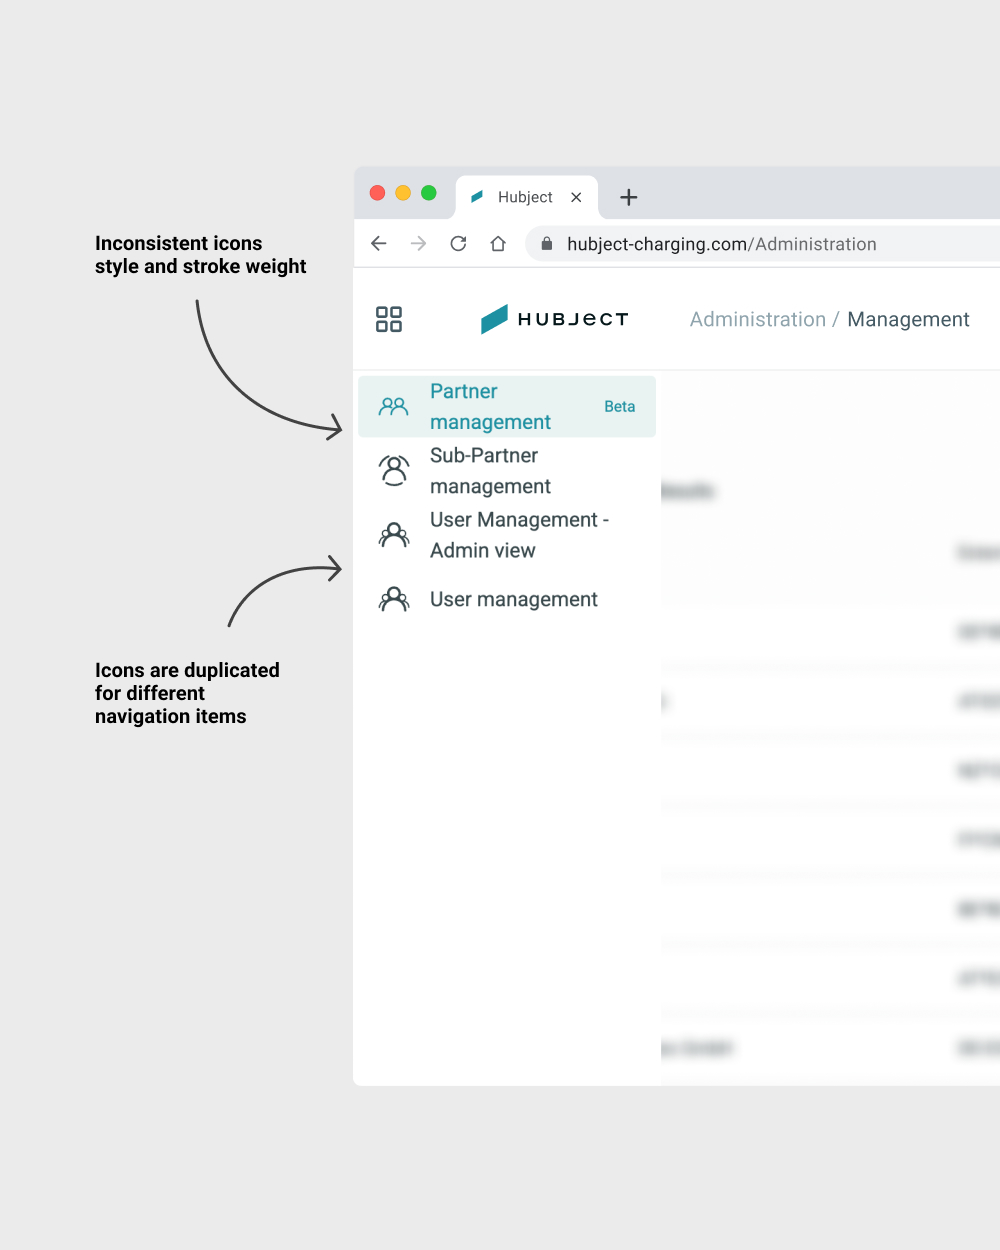 Hubject
hubject-charging.com/Administration
Inconsistent icons
style and stroke weight
HUBJECT
Administration / Management
Partner
management
Beta
Sub-Partner
management
User Management -
Admin view
User management
Icons are duplicated
for different
navigation items